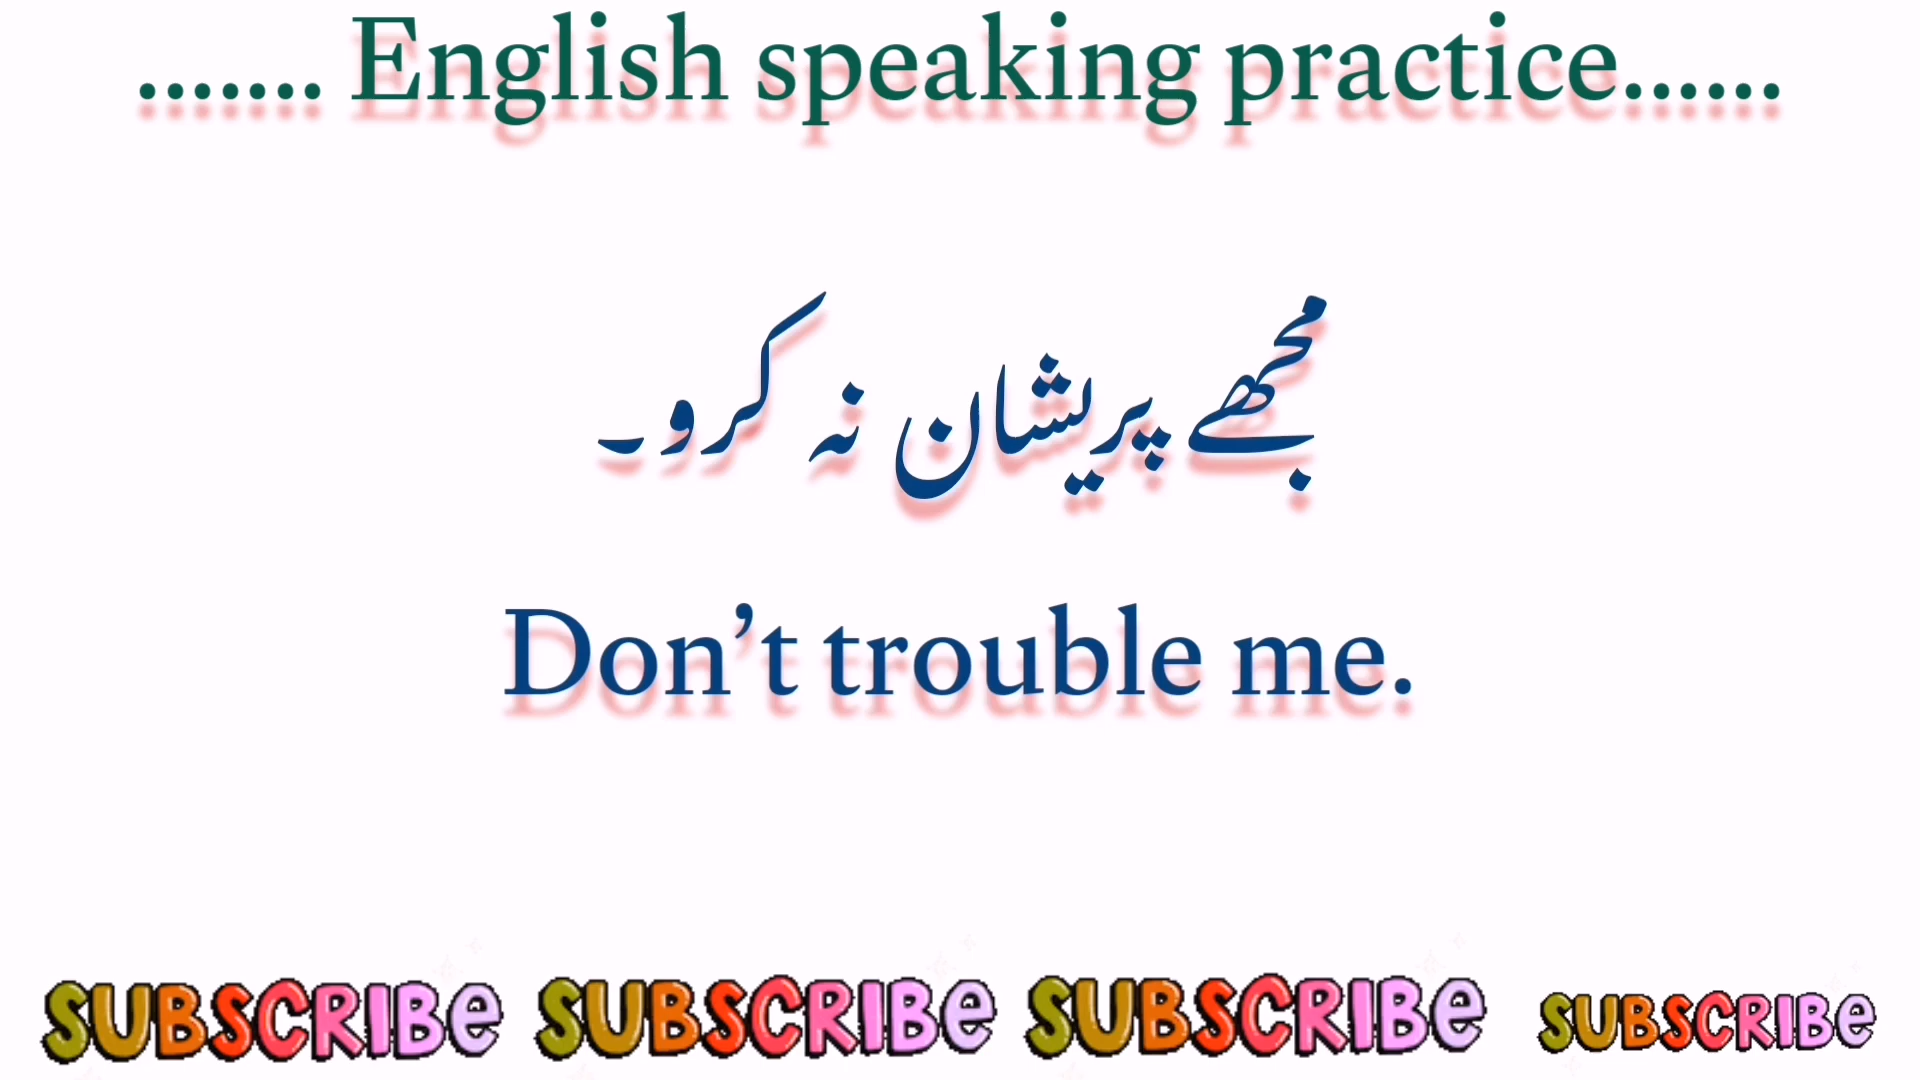 ....... English speaking practice......
مجھے پریشان نہ کرو۔
Don’t trouble me.
SUBSCRIBE SUBSCRIBE SUBSCRIBE SUBSCRIBE